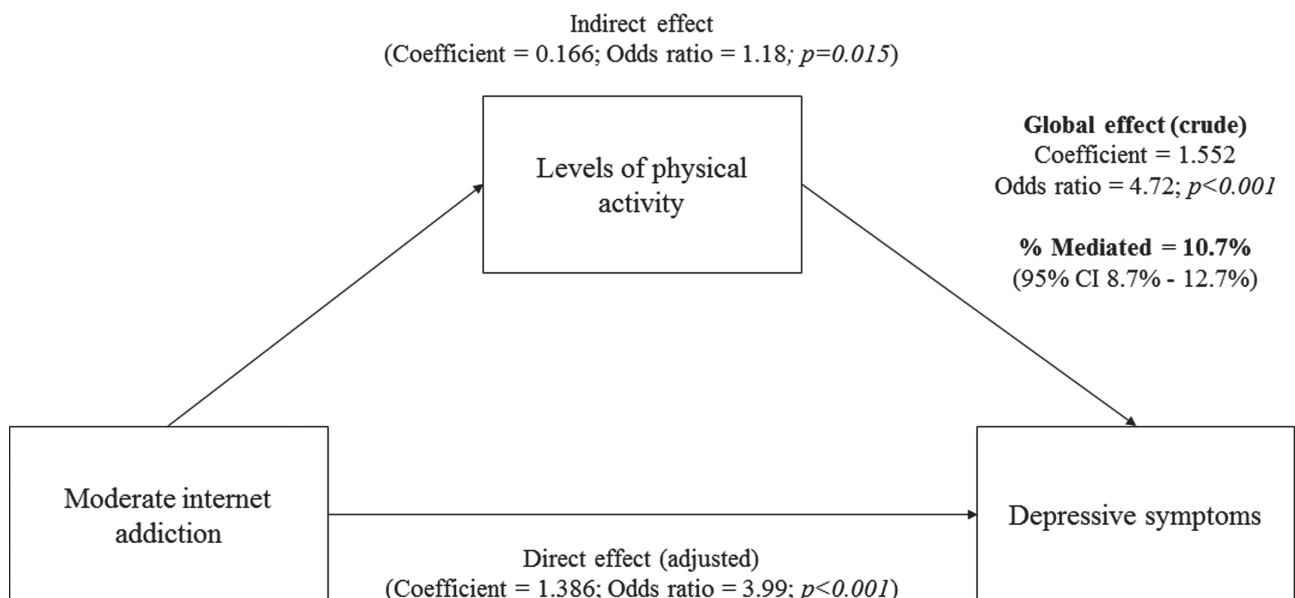 Indirect effect
(Coefficient = 0.166; Odds ratio = 1.18; p=0.015)
Levels of physical
activity
Global effect (crude)
Coefficient = 1.552
Odds ratio = 4.72; p<0.001
% Mediated = 10.7%
(95% CI 8.7% - 12.7%)
Moderate internet
addiction
Depressive symptoms
Direct effect (adjusted)
(Coefficient = 1.386; Odds ratio = 3.99; p<0.001)